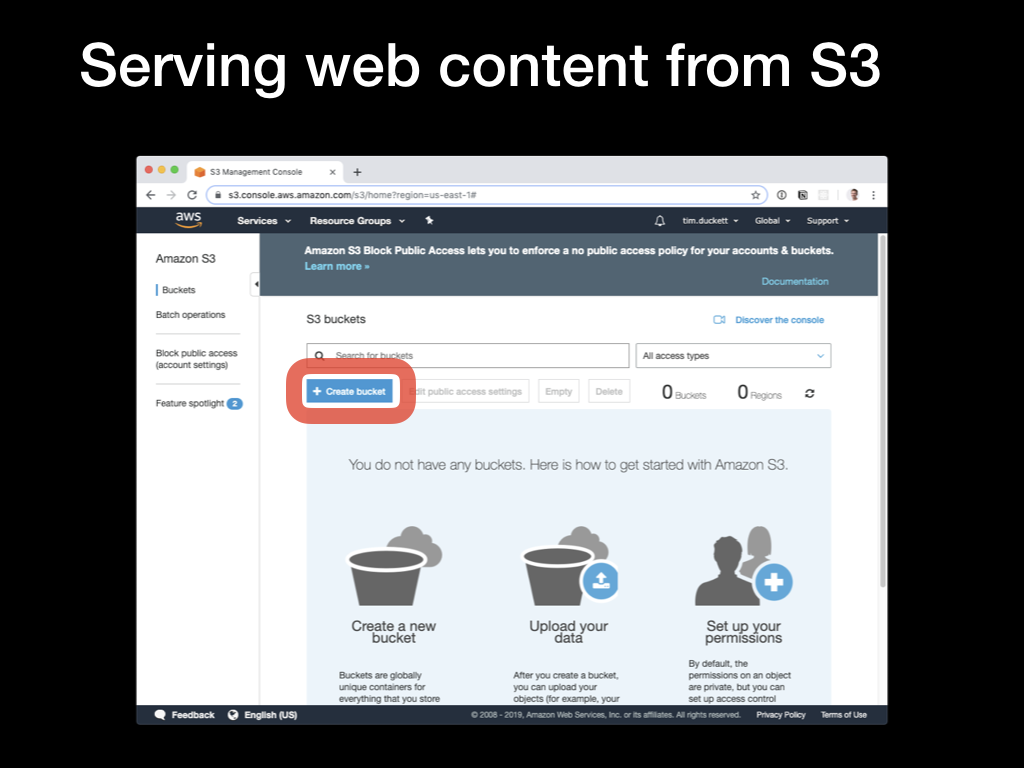 Serving web content from S3
S3 Management Console
s3.console.aws.amazon.com/s3/home?region=us-east-1#
aws
Services
Resource Groups
tim.duckett
Global
Support
Amazon S3
Buckets
Batch operations
Block public access
(account settings)
Feature spotlight 2
Amazon S3 Block Public Access lets you to enforce a no public access policy for your accounts & buckets.
Learn more »
Documentation
S3 buckets
Discover the console
Search for buckets
All access types
+ Create bucket
Edit public access settings
Empty
Delete
0 Buckets
0 Regions
You do not have any buckets. Here is how to get started with Amazon S3.
Create a new
bucket
Buckets are globally
unique containers for
everything that you store
Upload your
data
After you create a bucket,
you can upload your
objects (for example, your
Set up your
permissions
By default, the
permissions on an object
are private, but you can
set up access control
Feedback
English (US)
© 2008 - 2019, Amazon Web Services, Inc. or its affiliates. All rights reserved.
Privacy Policy
Terms of Use